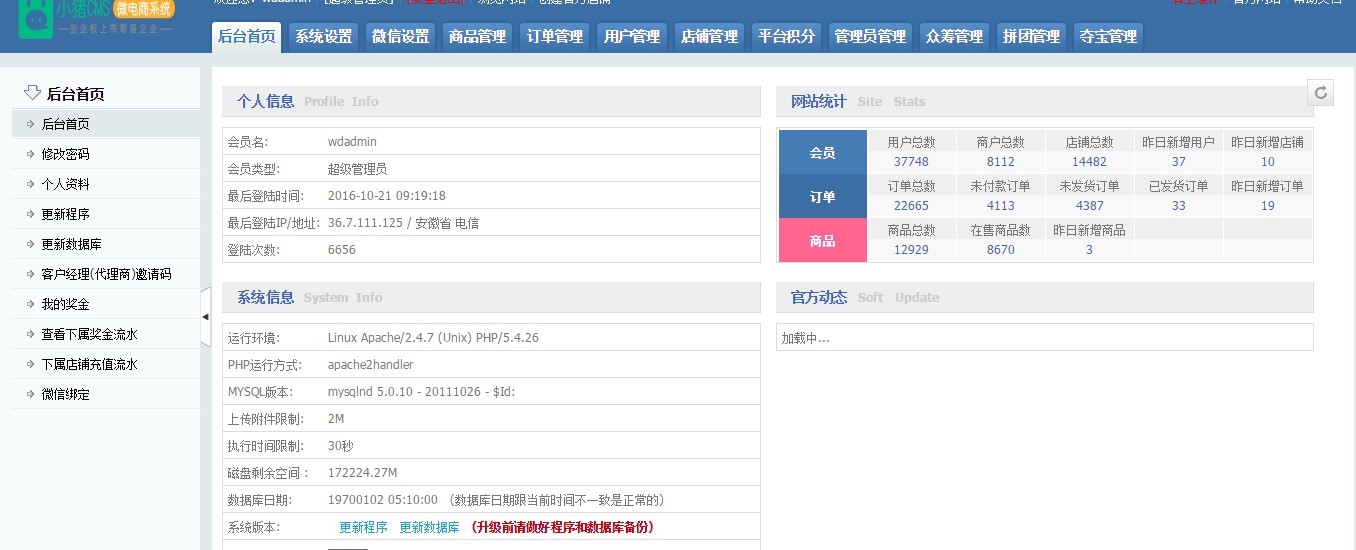 小猪CMS 微电商系统
—创业板上市筹备企业—
后台首页 系统设置 微信设置 商品管理 订单管理 用户管理 店铺管理 平台积分 管理员管理 众筹管理 拼团管理 夺宝管理
后台首页
后台首页
修改密码
个人资料
更新程序
更新数据库
客户经理(代理商)邀请码
我的奖金
查看下属奖金流水
下属店铺充值流水
微信绑定
个人信息 Profile Info
会员名: wdadmin
会员类型: 超级管理员
最后登陆时间: 2016-10-21 09:19:18
最后登陆IP/地址: 36.7.111.125 / 安徽省 电信
登陆次数: 6656
系统信息 System Info
运行环境: Linux Apache/2.4.7 (Unix) PHP/5.4.26
PHP运行方式: apache2handler
MYSQL版本: mysqlnd 5.0.10 - 20111026 - $Id:
上传附件限制: 2M
执行时间限制: 30秒
磁盘剩余空间： 172224.27M
数据库日期: 19700102 05:10:00 （数据库日期跟当前时间不一致是正常的）
系统版本: 更新程序 更新数据库 （升级前请做好程序和数据库备份）
网站统计 Site Stats
会员
用户总数 商户总数 店铺总数 昨日新增用户 昨日新增店铺
37748 8112 14482 37 10
订单
订单总数 未付款订单 未发货订单 已发货订单 昨日新增订单
22665 4113 4387 33 19
商品
商品总数 在售商品数 昨日新增商品
12929 8670 3
官方动态 Soft Update
加载中...